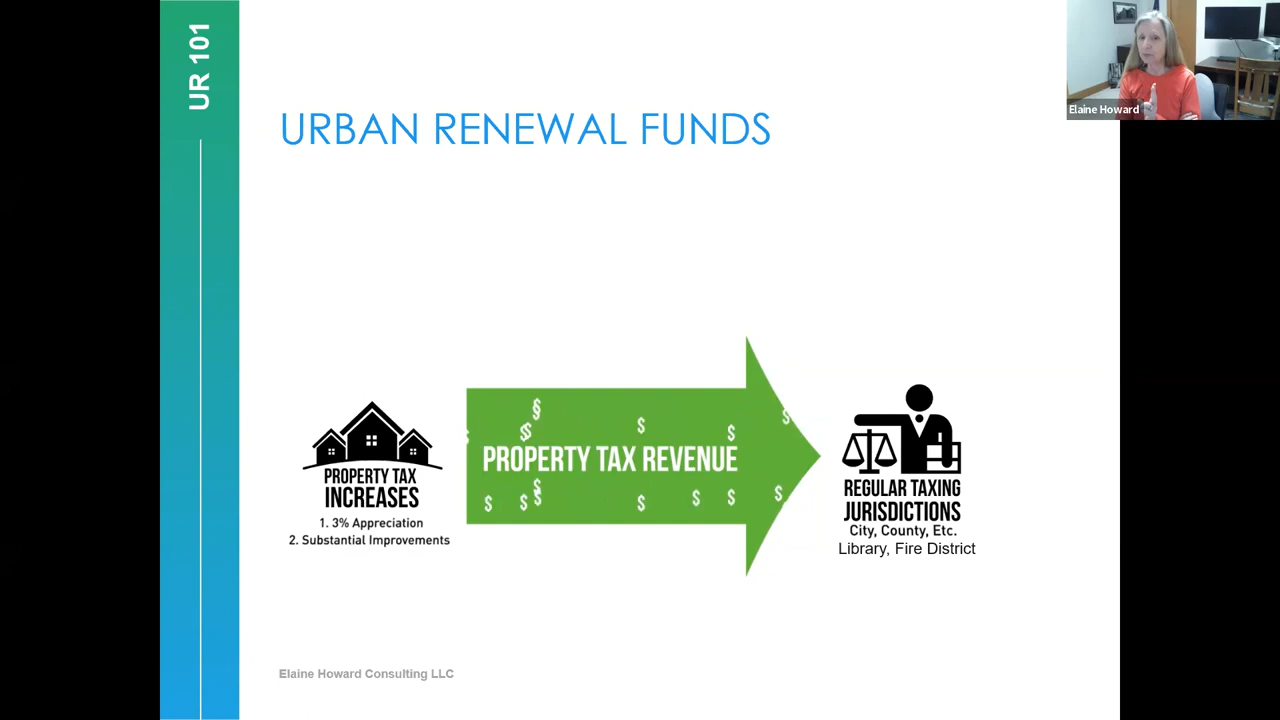 UR 101
Elaine Howard
URBAN RENEWAL FUNDS
PROPERTY TAX
INCREASES
1. 3% Appreciation
2. Substantial Improvements
$ $ $ $ $ $
PROPERTY TAX REVENUE
$ $ $ $ $ $ $ $
REGULAR TAXING
JURISDICTIONS
City, County, Etc.
Library, Fire District
Elaine Howard Consulting LLC